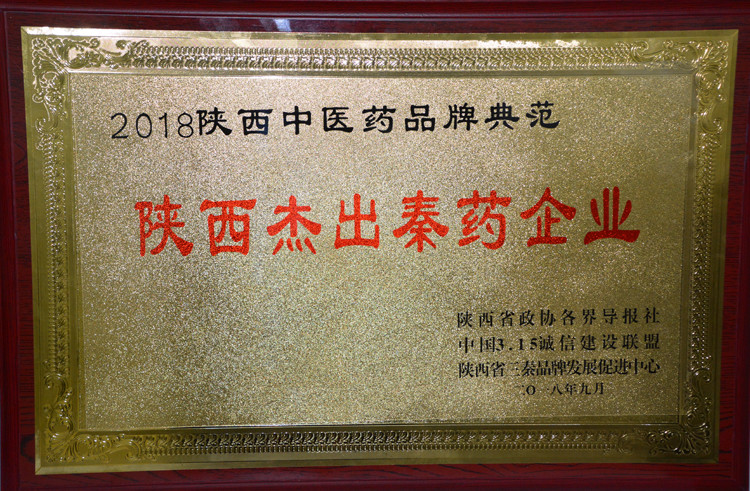 2018陕西中医药品牌典范
陕西杰出秦药企业
陕西省政协各界导报社
中国3.15诚信建设联盟
陕西省三秦品牌发展促进中心
二〇一八年九月